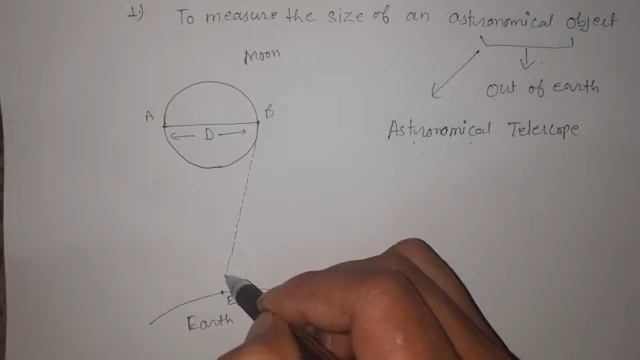 1) To measure the size of an astronomical object.
Moon
Out of earth
Astronomical Telescope
A
B
D
E
Earth